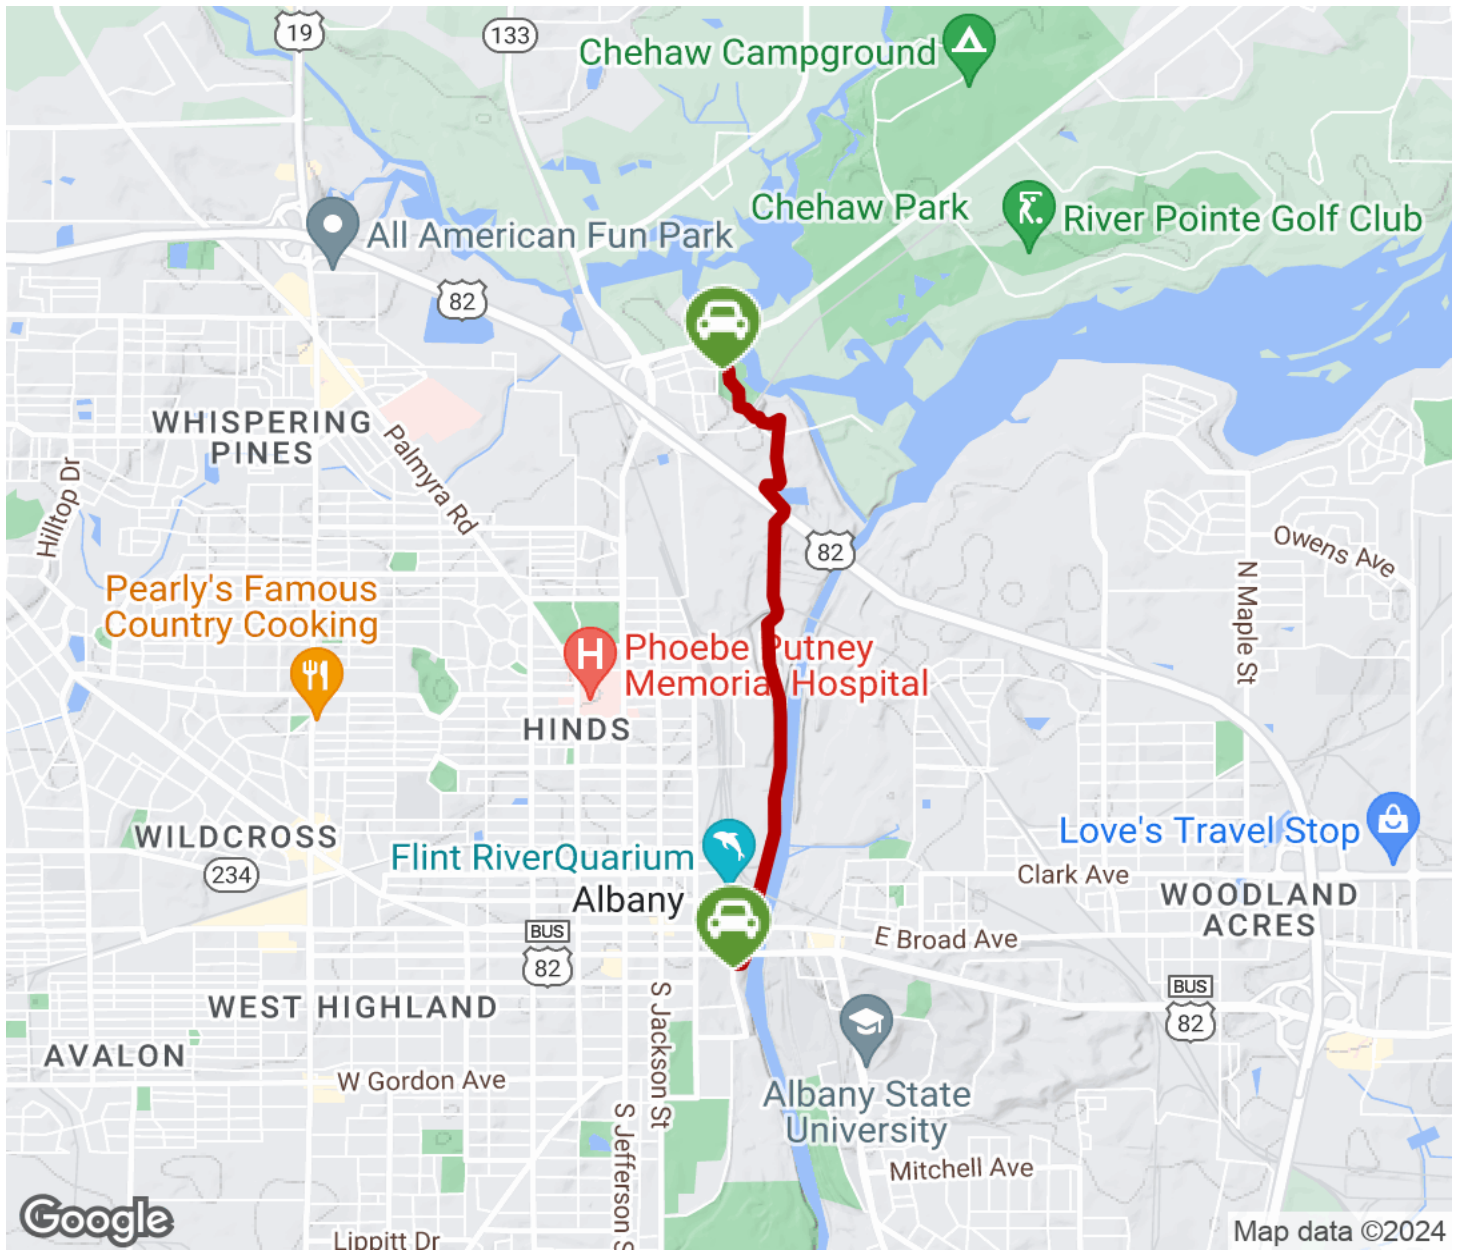 19
133
Chehaw Campground
Chehaw Park
River Pointe Golf Club
All American Fun Park
82
WHISPERING
PINES
Palmyra Rd
Hilltop Dr
82
Owens Ave
N Maple St
Pearly's Famous
Country Cooking
H
Phoebe Putney
Memorial Hospital
HINDS
WILDCROSS
234
Flint RiverQuarium
Albany
Love's Travel Stop
Clark Ave
WOODLAND
ACRES
BUS
82
E Broad Ave
WEST HIGHLAND
S Jackson St
BUS
82
AVALON
W Gordon Ave
Albany State
University
S Jefferson S
Mitchell Ave
Lippitt Dr
Google
Map data ©2024